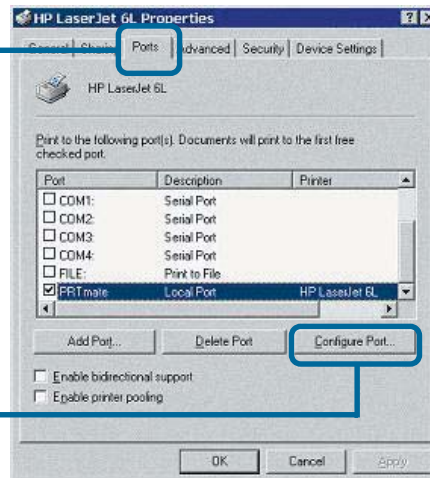 HP LaserJet 6L Properties
General Sharing Ports Advanced Security Device Settings
HP LaserJet 6L
Print to the following port(s). Documents will print to the first free
checked port.
Port Description Printer
COM1: Serial Port
COM2: Serial Port
COM3: Serial Port
COM4: Serial Port
FILE: Print to File
PRTmate Local Port HP LaserJet 6L
Add Port... Delete Port Configure Port...
Enable bidirectional support
Enable printer pooling
OK Cancel Apply